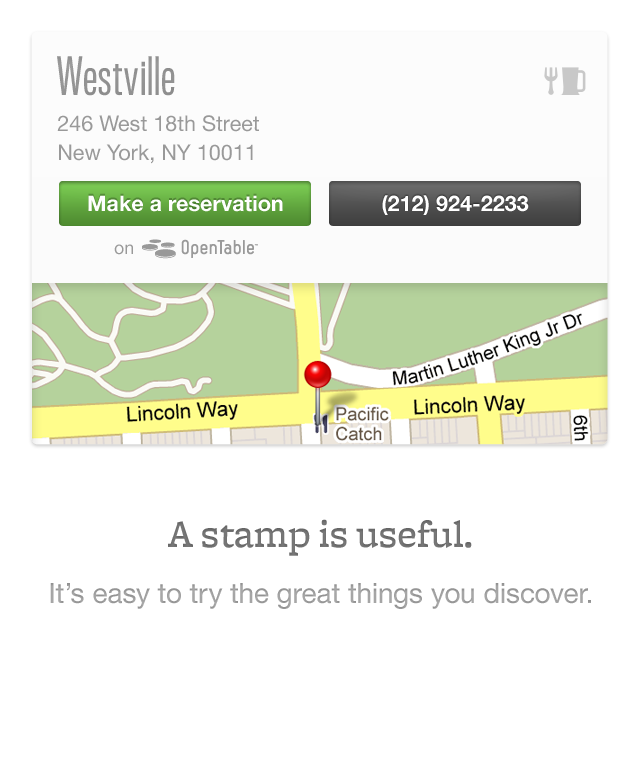 Westville
246 West 18th Street
New York, NY 10011
Make a reservation
(212) 924-2233
on OpenTable
Martin Luther King Jr Dr
Lincoln Way
Lincoln Way
Pacific
Catch
6th
A stamp is useful.
It's easy to try the great things you discover.